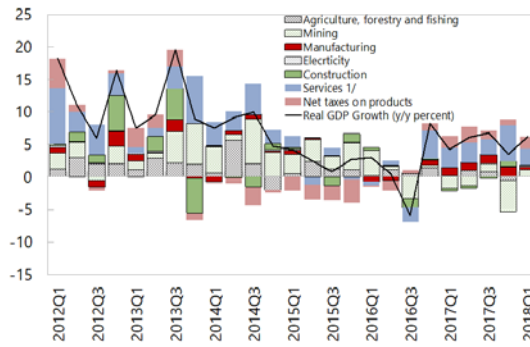 25
20
15
10
5
0
-5
-10
-15
Agriculture, forestry and fishing
Mining
Manufacturing
Electricity
Construction
Services 1/
Net taxes on products
Real GDP Growth (y/y percent)
2012Q1
2012Q3
2013Q1
2013Q3
2014Q1
2014Q3
2015Q1
2015Q3
2016Q1
2016Q3
2017Q1
2017Q3
2018Q1